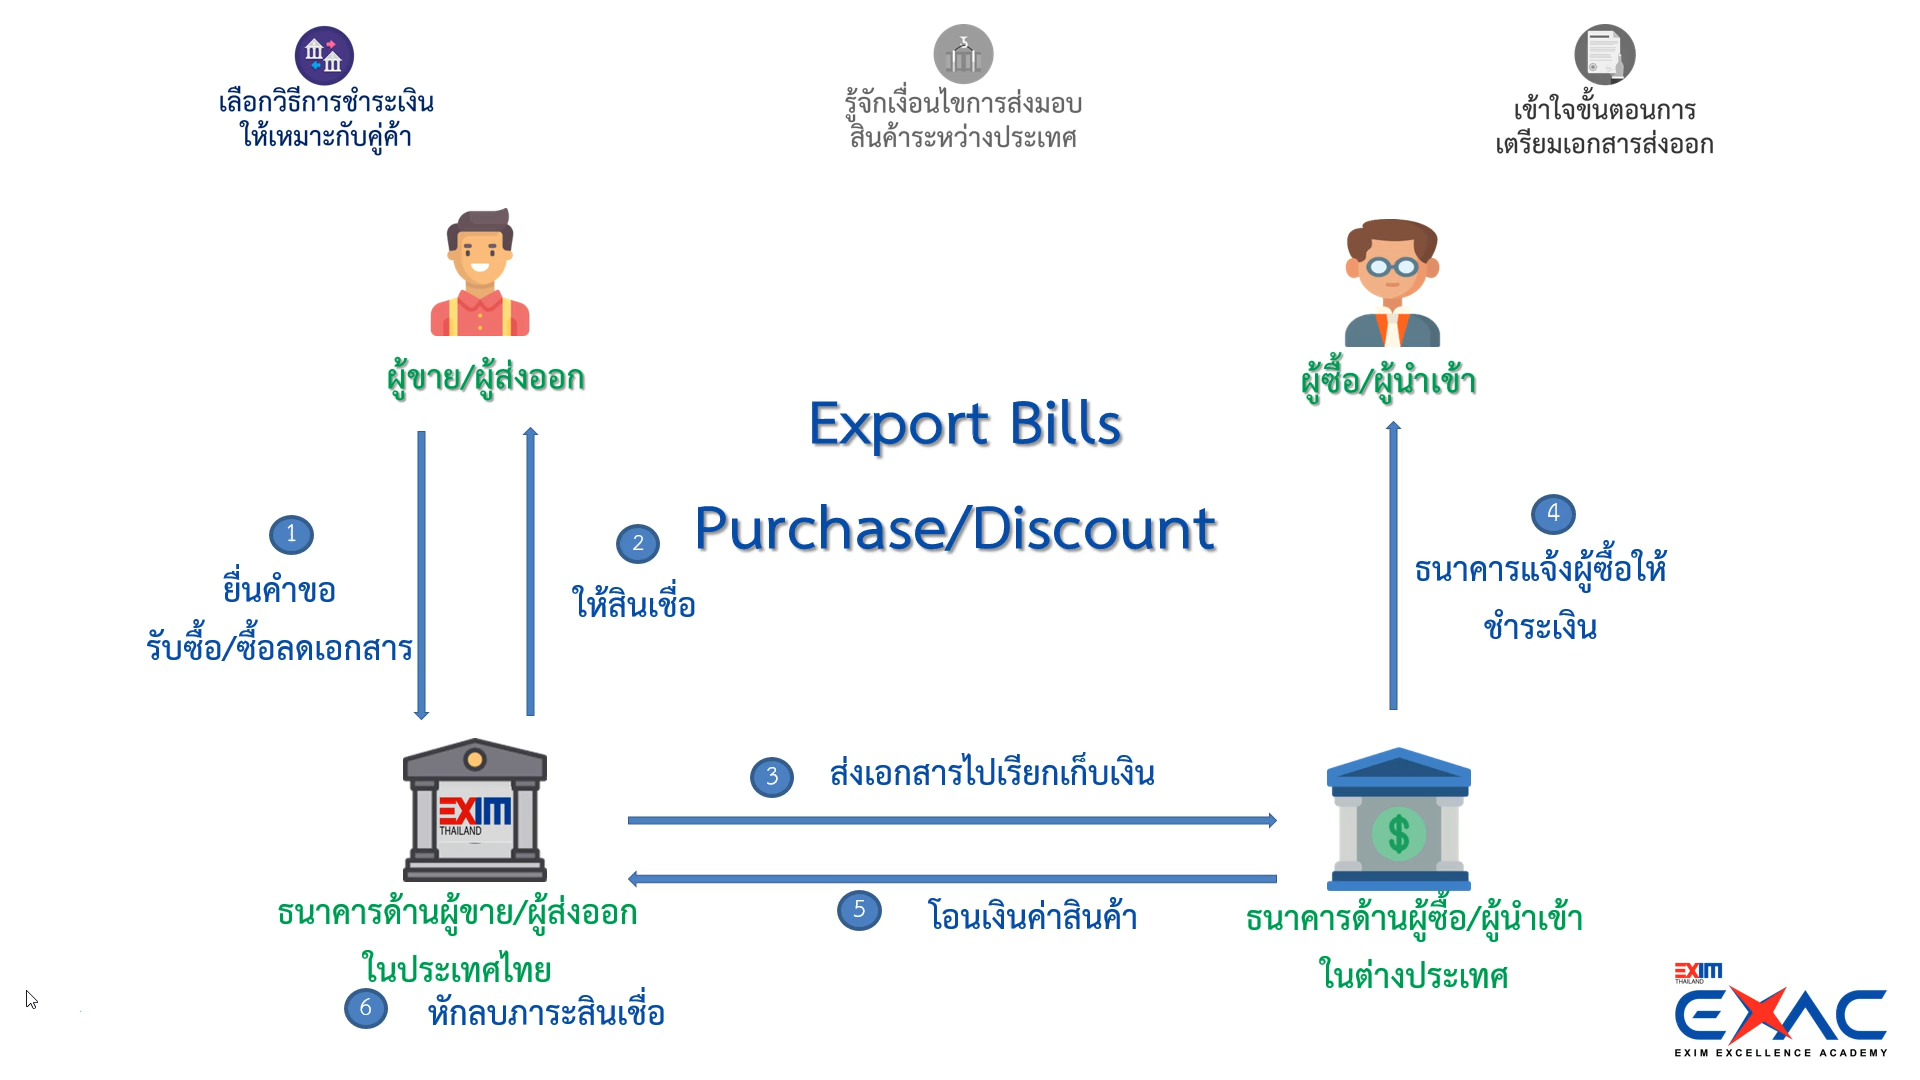 เลือกวิธีการชำระเงิน
ให้เหมาะกับคู่ค้า
รู้จักเงื่อนไขการส่งมอบ
สินค้าระหว่างประเทศ
เข้าใจขั้นตอนการ
เตรียมเอกสารส่งออก
ผู้ขาย/ผู้ส่งออก
ผู้ซื้อ/ผู้นำเข้า
Export Bills
Purchase/Discount
1
ยื่นคำขอ
รับซื้อ/ซื้อลดเอกสาร
2
ให้สินเชื่อ
4
ธนาคารแจ้งผู้ซื้อให้
ชำระเงิน
3
ส่งเอกสารไปเรียกเก็บเงิน
EXIM
THAILAND
$
5
โอนเงินค่าสินค้า
ธนาคารด้านผู้ขาย/ผู้ส่งออก
ในประเทศไทย
ธนาคารด้านผู้ซื้อ/ผู้นำเข้า
ในต่างประเทศ
6
หักลบภาระสินเชื่อ
EXIM
THAILAND
EXAC
EXIM EXCELLENCE ACADEMY